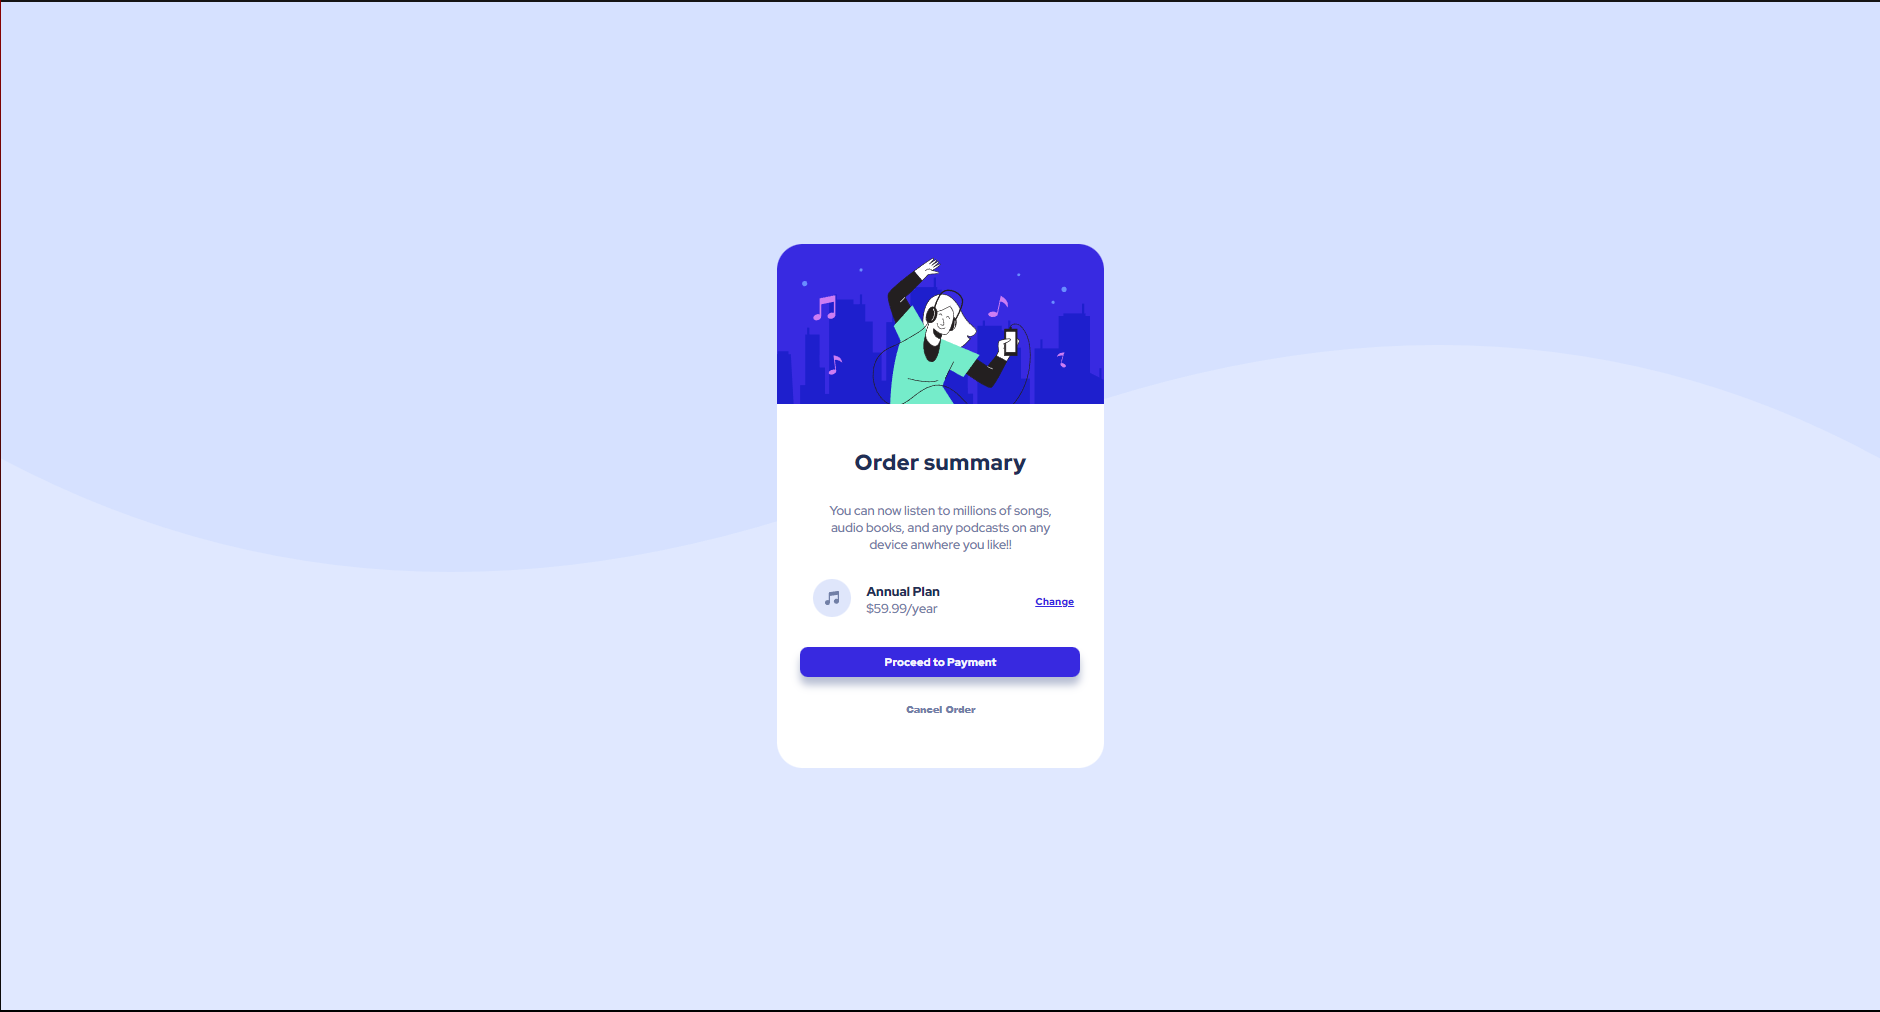 Order summary
You can now listen to millions of songs,
audio books, and any podcasts on any
device anwhere you like!!
Annual Plan
$59.99/year
Change
Proceed to Payment
Cancel Order